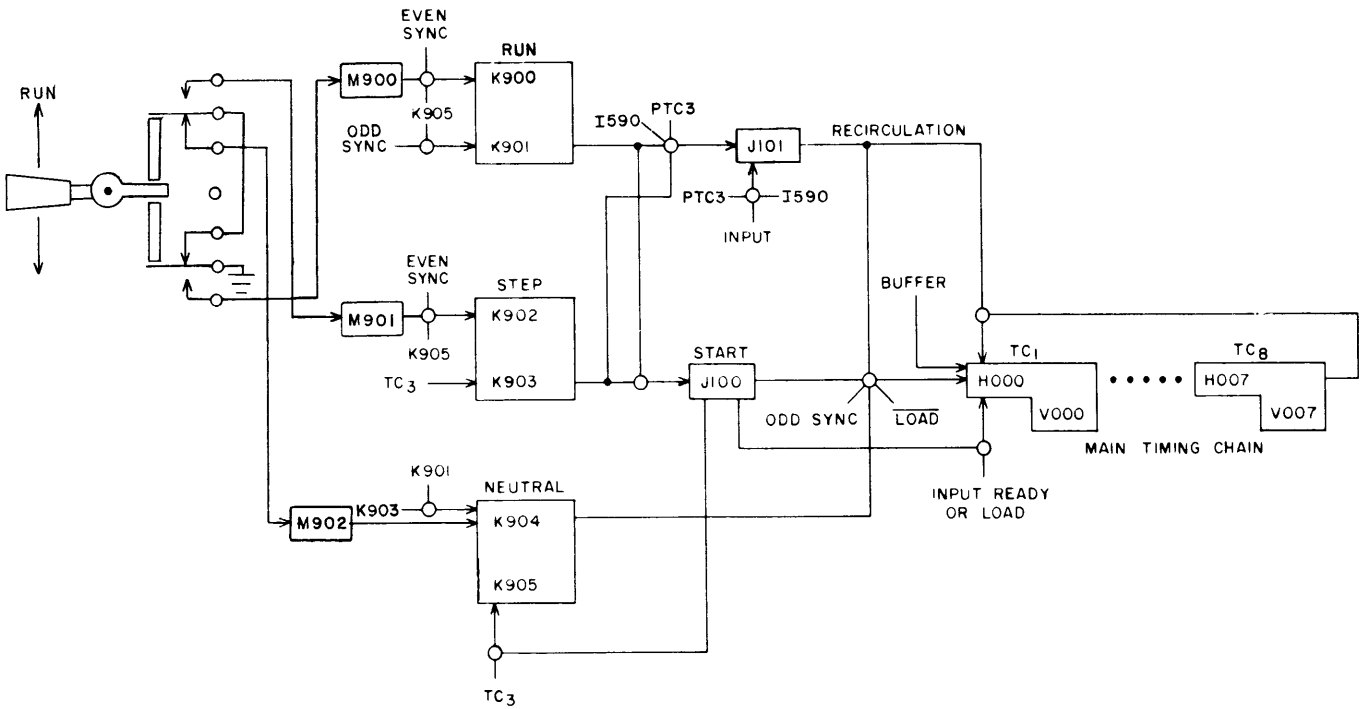 EVEN
SYNC
RUN
RUN
M900
K900
K905
ODD
SYNC
K901
I590
PTC3
J101
RECIRCULATION
PTC3
I590
INPUT
EVEN
SYNC
STEP
M901
K902
K905
TC3
K903
START
J100
BUFFER
TC1
TC8
H000
H007
V000
V007
ODD SYNC
LOAD
MAIN TIMING CHAIN
K901
NEUTRAL
K903
M902
K904
INPUT READY
OR LOAD
K905
TC3